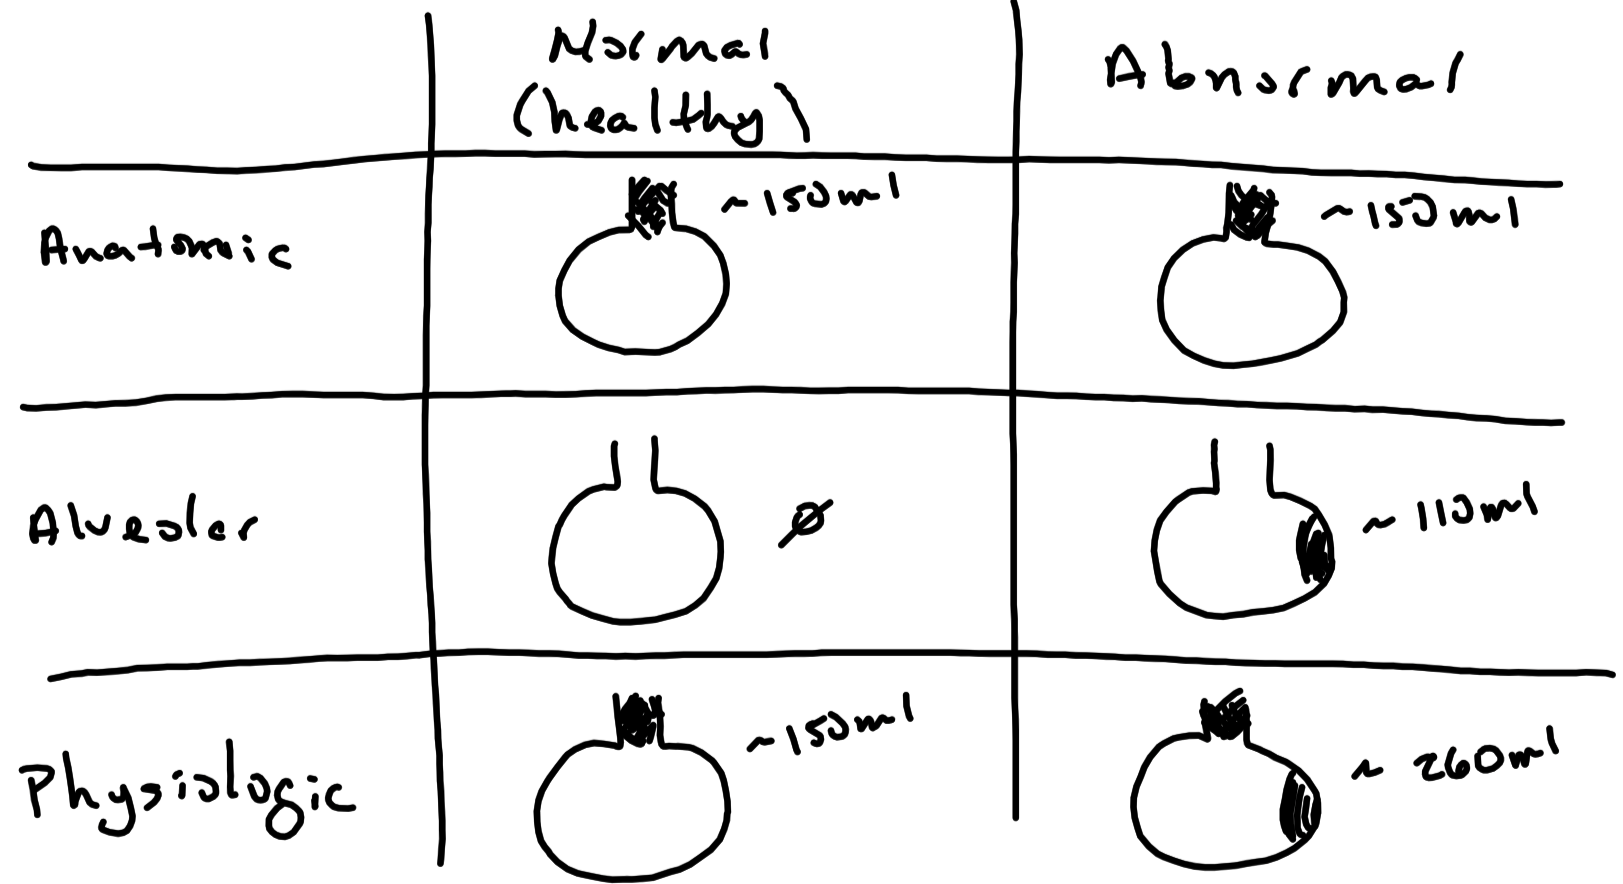 Normal
(healthy)
Abnormal
Anatomic
~150ml
~150ml
Alveolar
Ø
~110ml
Physiologic
~150ml
~260ml